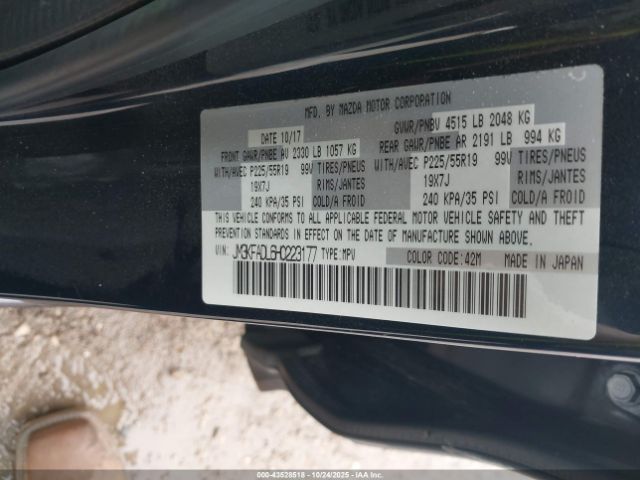 MFD. BY MAZDA MOTOR CORPORATION
DATE 10/17 GVWR/PNBV 4515 LB 2048 KG
FRONT GAWR/PNBE AV 2330 LB 1057 KG REAR GAWR/PNBE AR 2191 LB 994 KG
WITH/AVEC P225/55R19 99V TIRES/PNEUS WITH/AVEC P225/55R19 99V TIRES/PNEUS
19X7J RIMS/JANTES 19X7J RIMS/JANTES
240 KPA/35 PSI COLD/A FROID 240 KPA/35 PSI COLD/A FROID
THIS VEHICLE CONFORMS TO ALL APPLICABLE FEDERAL MOTOR VEHICLE SAFETY AND THEFT
PREVENTION STANDARDS IN EFFECT ON THE DATE OF MANUFACTURE SHOWN ABOVE.
VIN: JM3KFADL6H0223177 TYPE:MPV COLOR CODE:42M MADE IN JAPAN
000-43528518 - 10/24/2025 - IAA Inc.